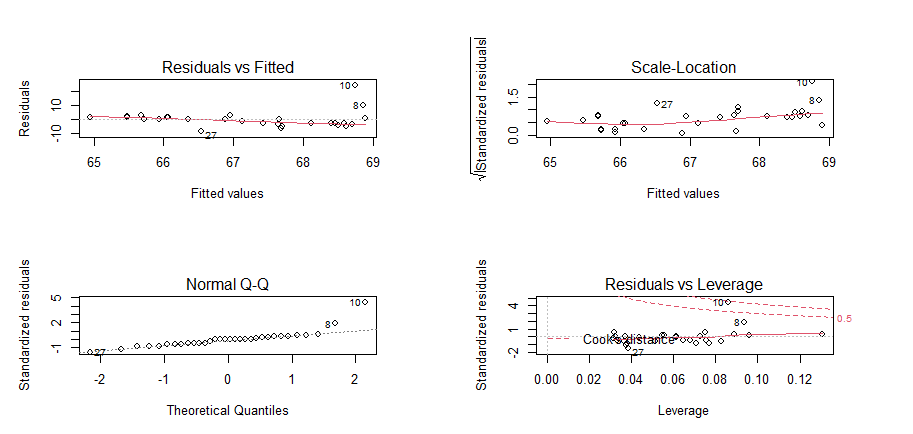 Residuals vs Fitted
Residuals
-10 10
10
8
27
65 66 67 68 69
Fitted values
Scale-Location
√|Standardized residuals|
0.0 1.5
10
8
27
65 66 67 68 69
Fitted values
Normal Q-Q
Standardized residuals
-1 2 5
10
8
27
-2 -1 0 1 2
Theoretical Quantiles
Residuals vs Leverage
Standardized residuals
-2 1 4
10
8
27
0.5
Cook's distance
0.00 0.02 0.04 0.06 0.08 0.10 0.12
Leverage